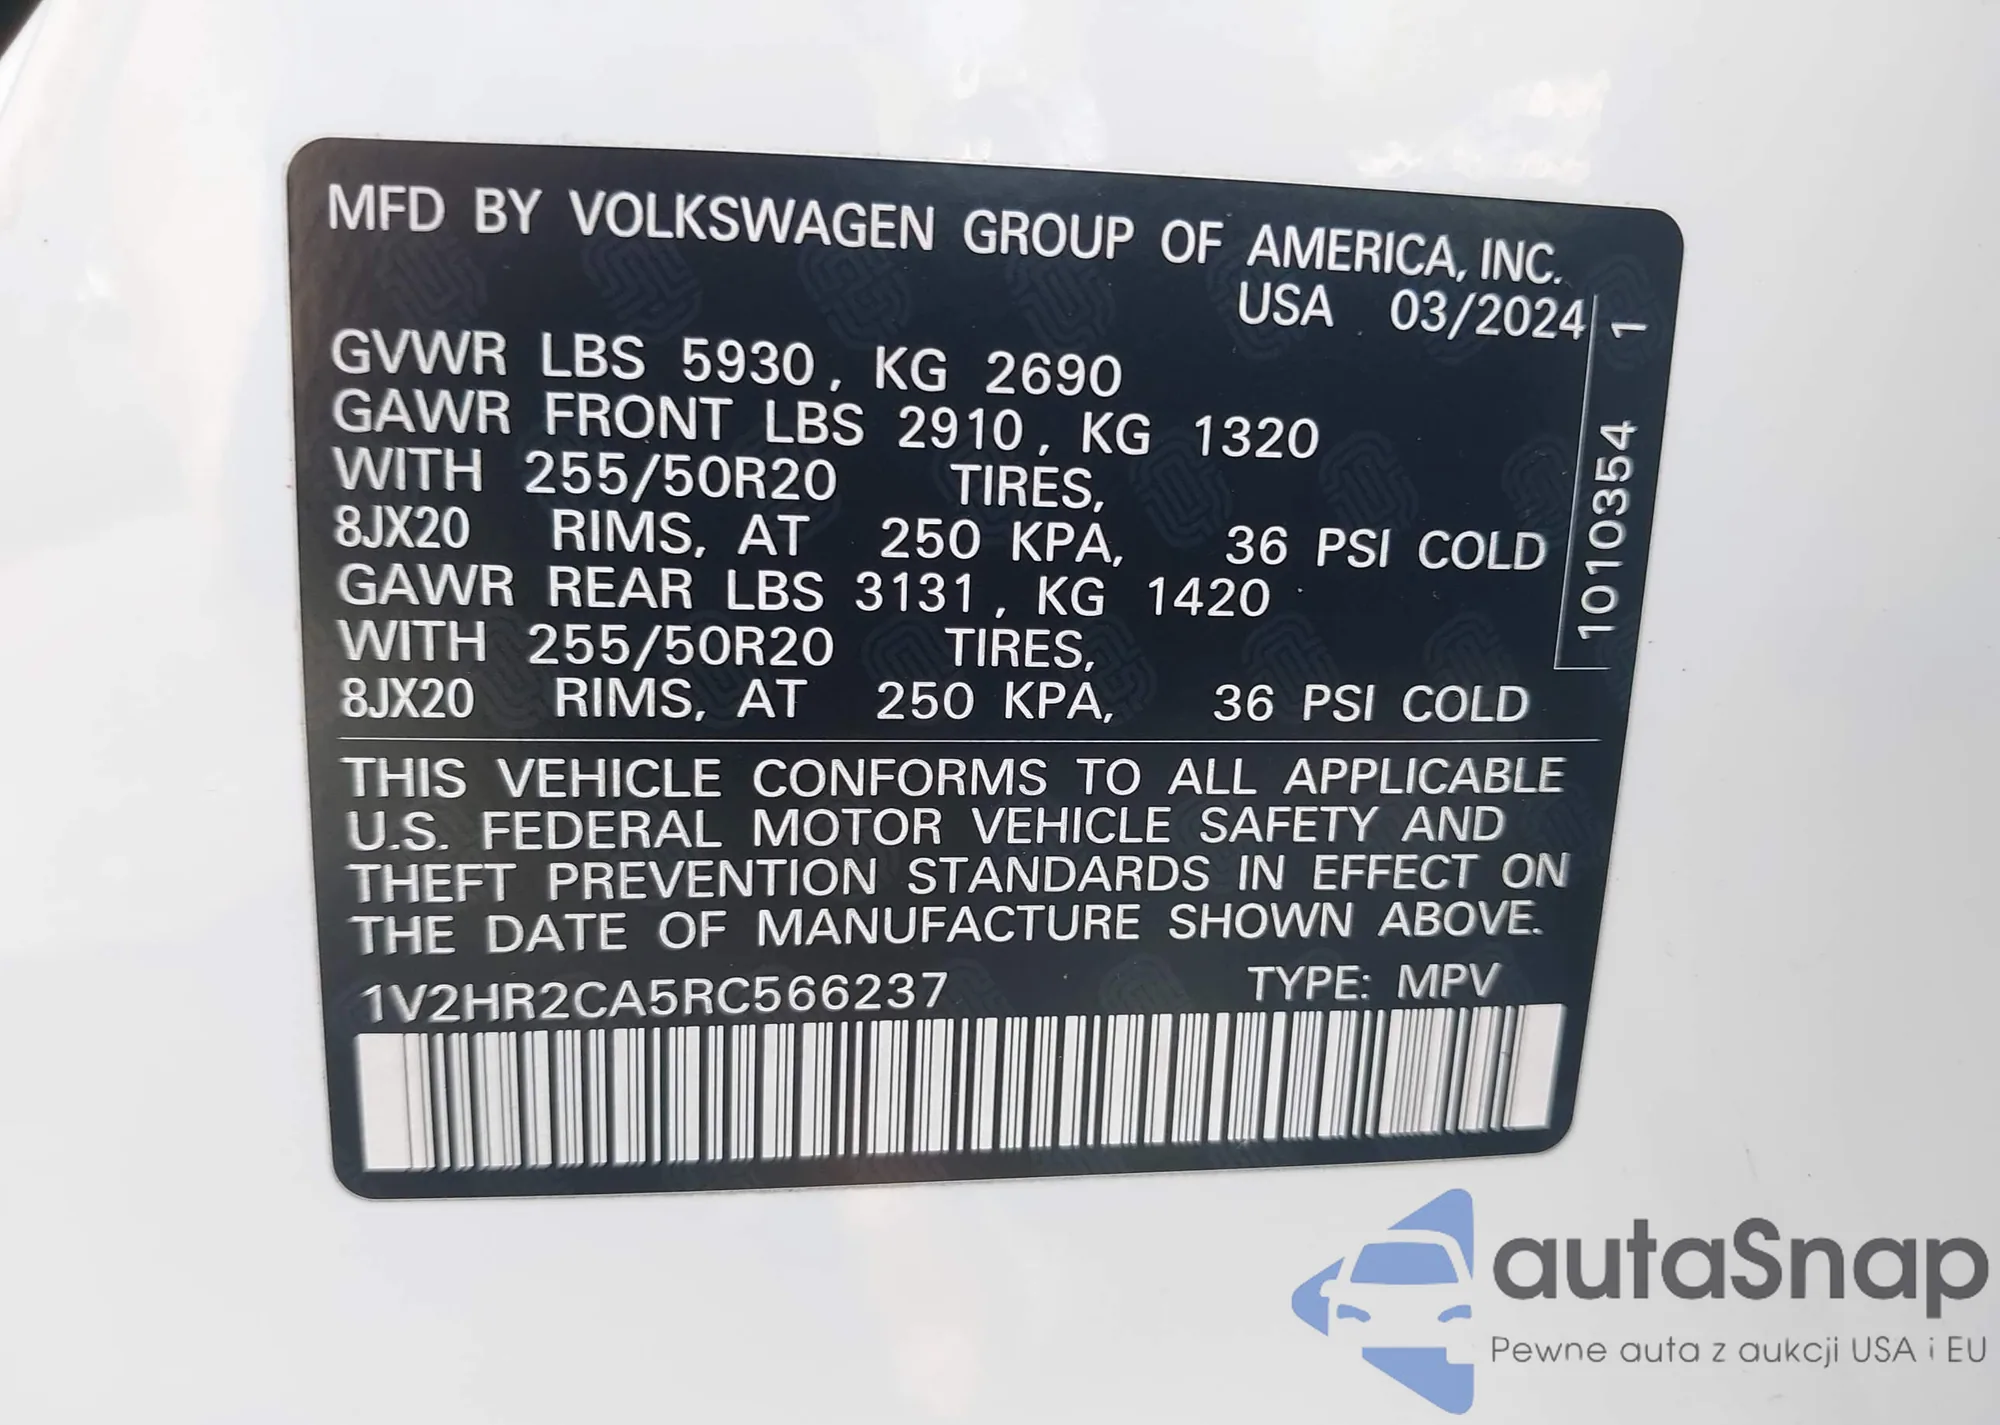 MFD BY VOLKSWAGEN GROUP OF AMERICA, INC.
USA 03/2024
GVWR LBS 5930, KG 2690
GAWR FRONT LBS 2910, KG 1320
WITH 255/50R20 TIRES,
8JX20 RIMS, AT 250 KPA, 36 PSI COLD
GAWR REAR LBS 3131, KG 1420
WITH 255/50R20 TIRES,
8JX20 RIMS, AT 250 KPA, 36 PSI COLD
1010354 1
THIS VEHICLE CONFORMS TO ALL APPLICABLE
U.S. FEDERAL MOTOR VEHICLE SAFETY AND
THEFT PREVENTION STANDARDS IN EFFECT ON
THE DATE OF MANUFACTURE SHOWN ABOVE.
1V2HR2CA5RC566237 TYPE: MPV
autaSnap
Pewne auta z aukcji USA i EU